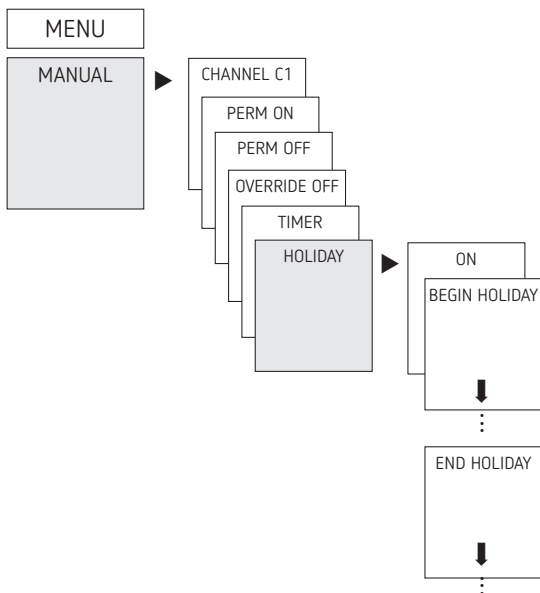 MENU
MANUAL
CHANNEL C1
PERM ON
PERM OFF
OVERRIDE OFF
TIMER
HOLIDAY
ON
BEGIN HOLIDAY
END HOLIDAY